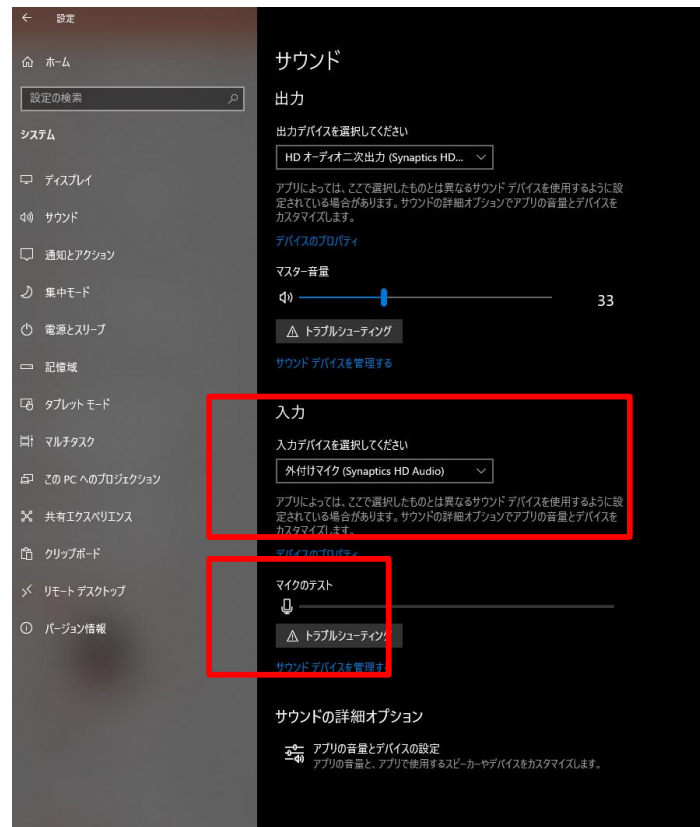 設定
ホーム
設定の検索
システム
ディスプレイ
サウンド
通知とアクション
集中モード
電源とスリープ
記憶域
タブレット モード
マルチタスク
この PC へのプロジェクション
共有エクスペリエンス
クリップボード
リモート デスクトップ
バージョン情報
サウンド
出力
出力デバイスを選択してください
HD オーディオ二次出力 (Synaptics HD...
アプリによっては、ここで選択したものとは異なるサウンド デバイスを使用するように設
定されている場合があります。サウンドの詳細オプションでアプリの音量とデバイスを
カスタマイズします。
デバイスのプロパティ
マスター音量
33
トラブルシューティング
サウンド デバイスを管理する
入力
入力デバイスを選択してください
外付けマイク (Synaptics HD Audio)
アプリによっては、ここで選択したものとは異なるサウンド デバイスを使用するように設
定されている場合があります。サウンドの詳細オプションでアプリの音量とデバイスを
カスタマイズします。
デバイスのプロパティ
マイクのテスト
トラブルシューティング
サウンド デバイスを管理する
サウンドの詳細オプション
アプリの音量とデバイスの設定
アプリの音量と、アプリで使用するスピーカーやデバイスをカスタマイズします。